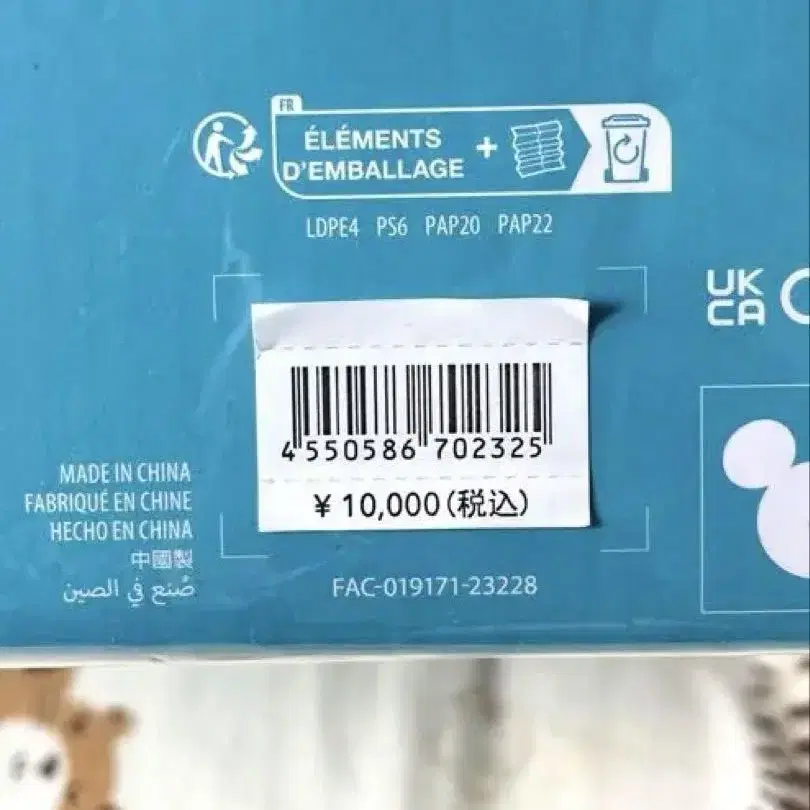 FR
ÉLÉMENTS
D'EMBALLAGE +
LDPE4 PS6 PAP20 PAP22
UK
CA
4 550586 702325
¥ 10,000(税込)
MADE IN CHINA
FABRIQUÉ EN CHINE
HECHO EN CHINA
中國製
صُنع في الصين
FAC-019171-23228